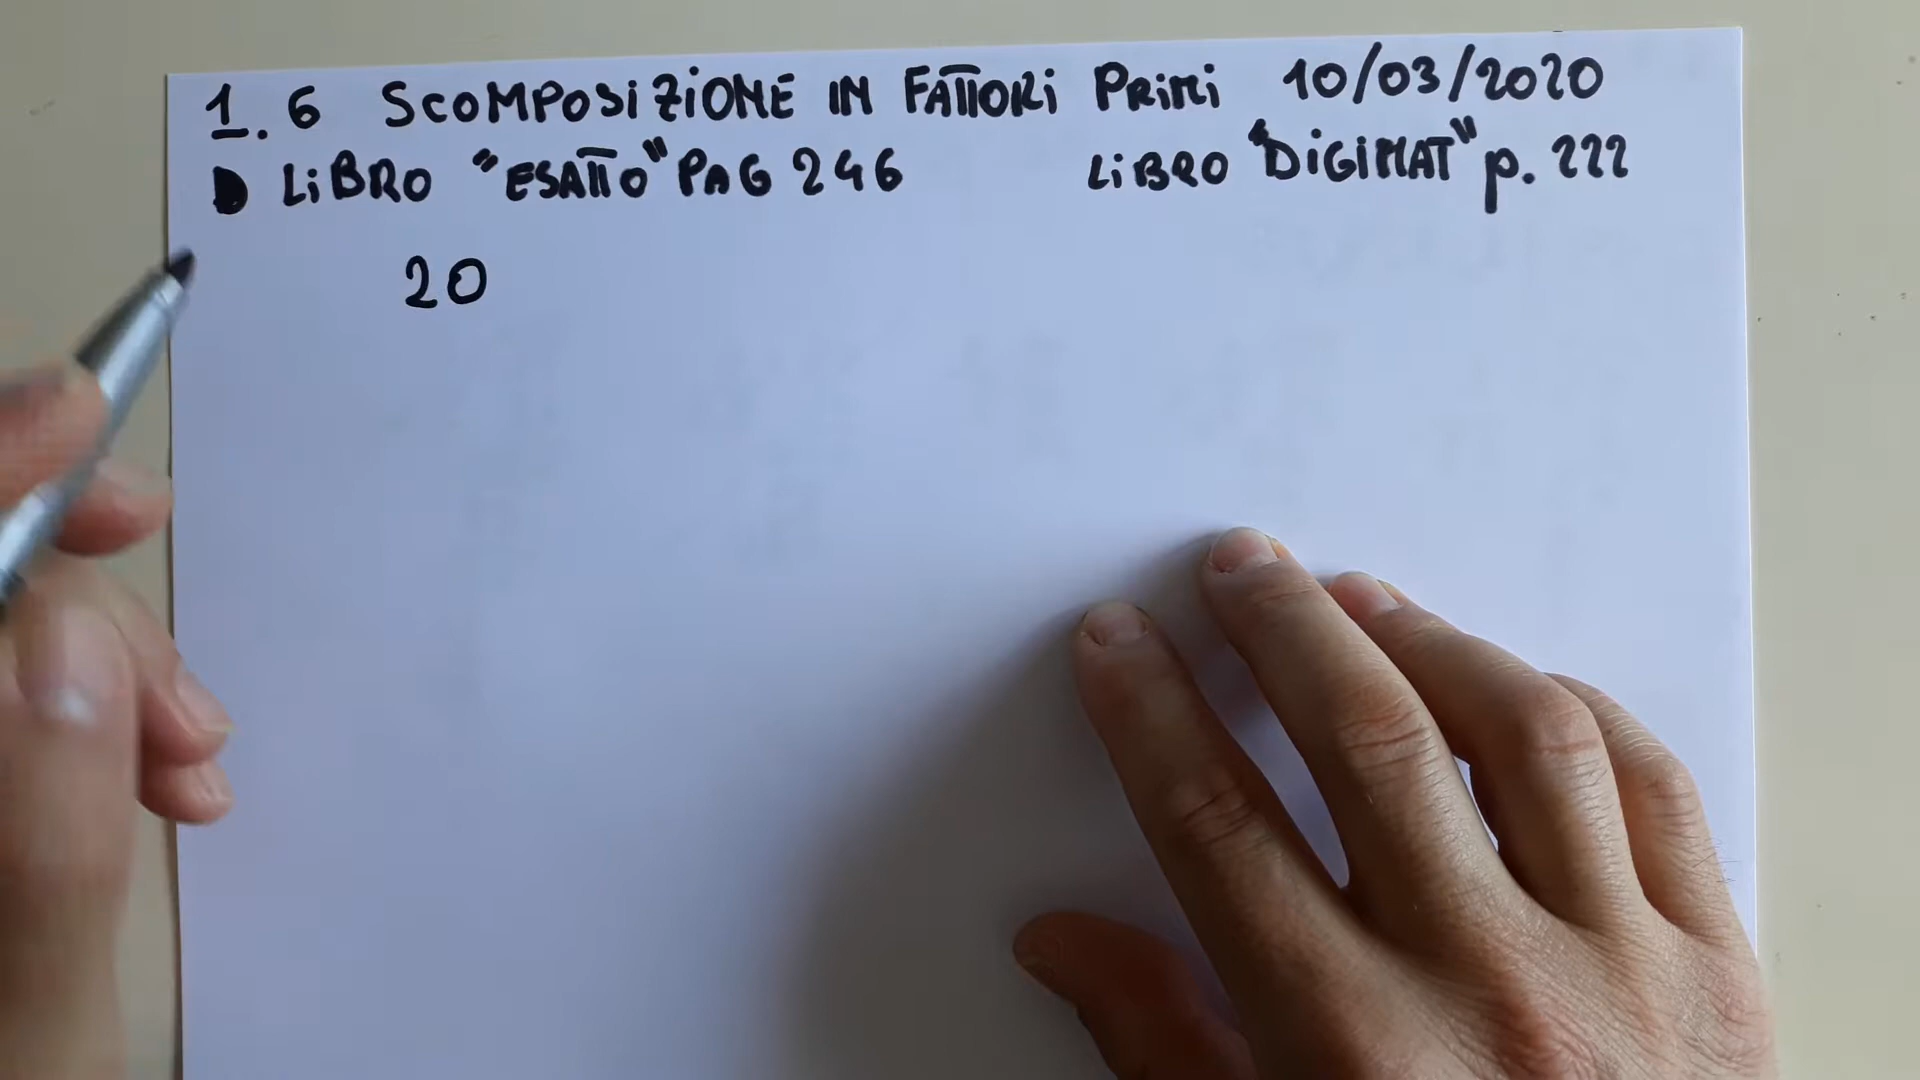 1.6 SCOMPOSIZIONE IN FATTORI PRIMI 10/03/2020
LIBRO "ESATTO" PAG 246 LIBRO "DIGIMAT" p. 222
20